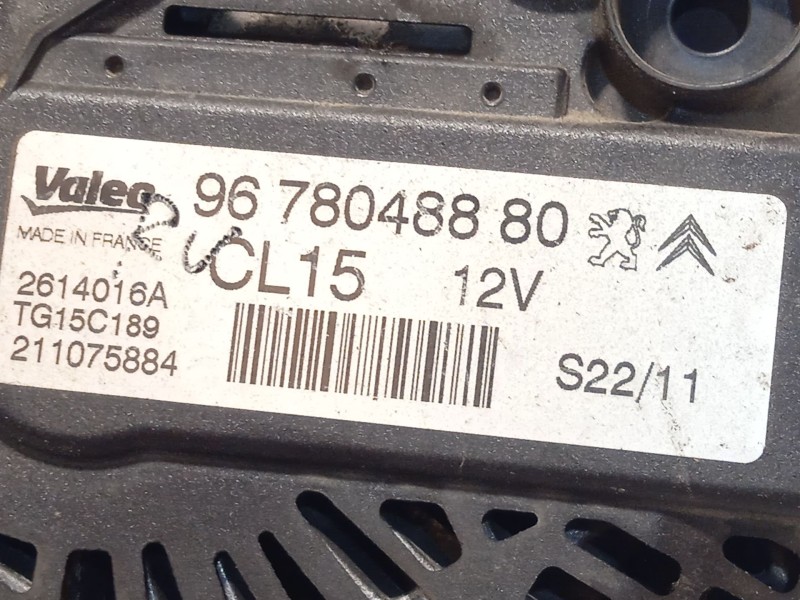 Valeo 96 780488 80
MADE IN FRANCE CL15 12V
2614016A
TG15C189
211075884
S22/11